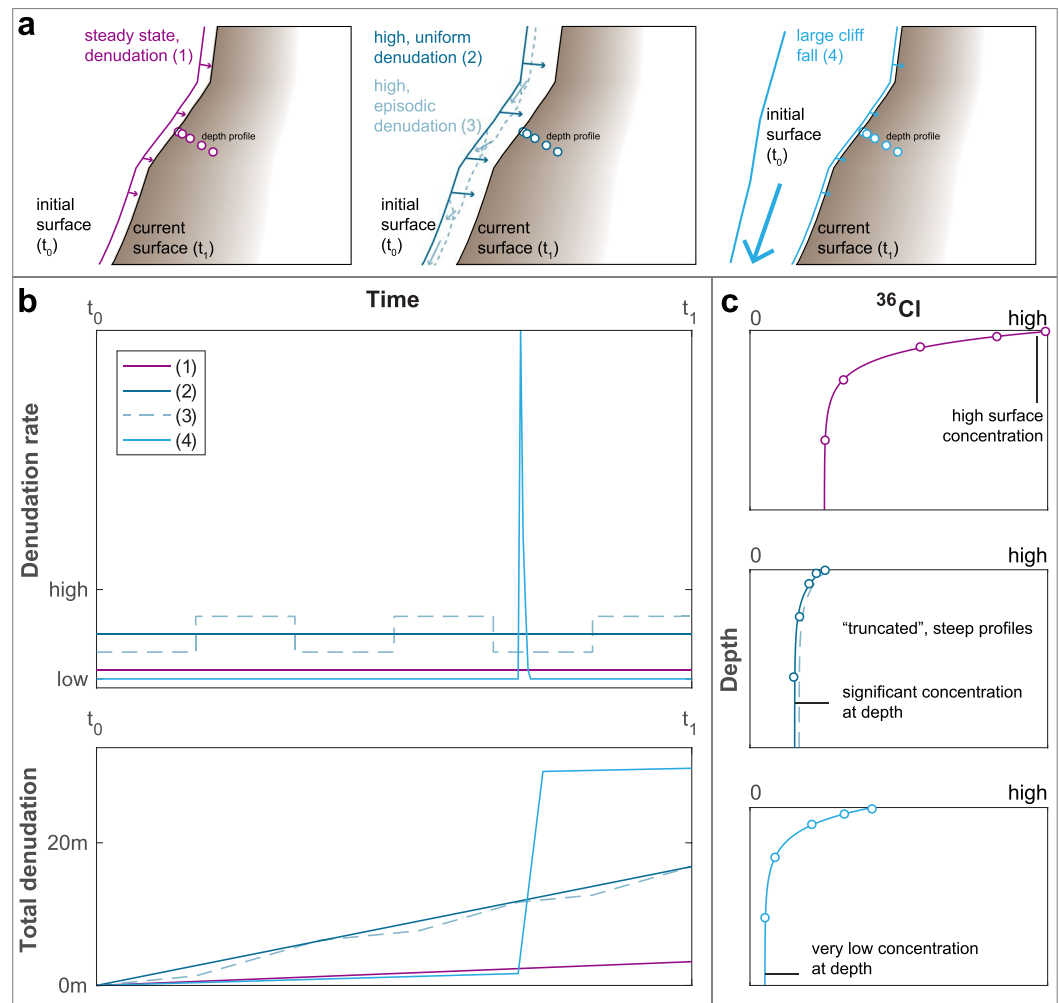 a
steady state,
denudation (1)
depth profile
initial
surface
(t0)
current
surface (t1)
high, uniform
denudation (2)
high,
episodic
denudation (3)
depth profile
initial
surface
(t0)
current
surface (t1)
large cliff
fall (4)
initial
surface
(t0)
depth profile
current
surface (t1)
b
Time
t0
t1
(1)
(2)
(3)
(4)
Denudation rate
high
low
t0
t1
Total denudation
20m
0m
c
36Cl
0
high
high surface
concentration
Depth
0
high
“truncated”, steep profiles
significant concentration
at depth
0
high
very low concentration
at depth